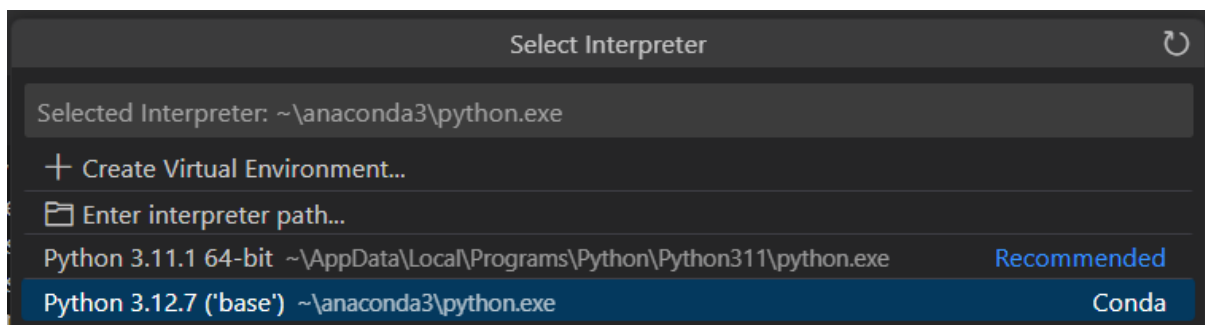 Select Interpreter
Selected Interpreter: ~\anaconda3\python.exe
+ Create Virtual Environment...
Enter interpreter path...
Python 3.11.1 64-bit ~\AppData\Local\Programs\Python\Python311\python.exe Recommended
Python 3.12.7 ('base') ~\anaconda3\python.exe Conda